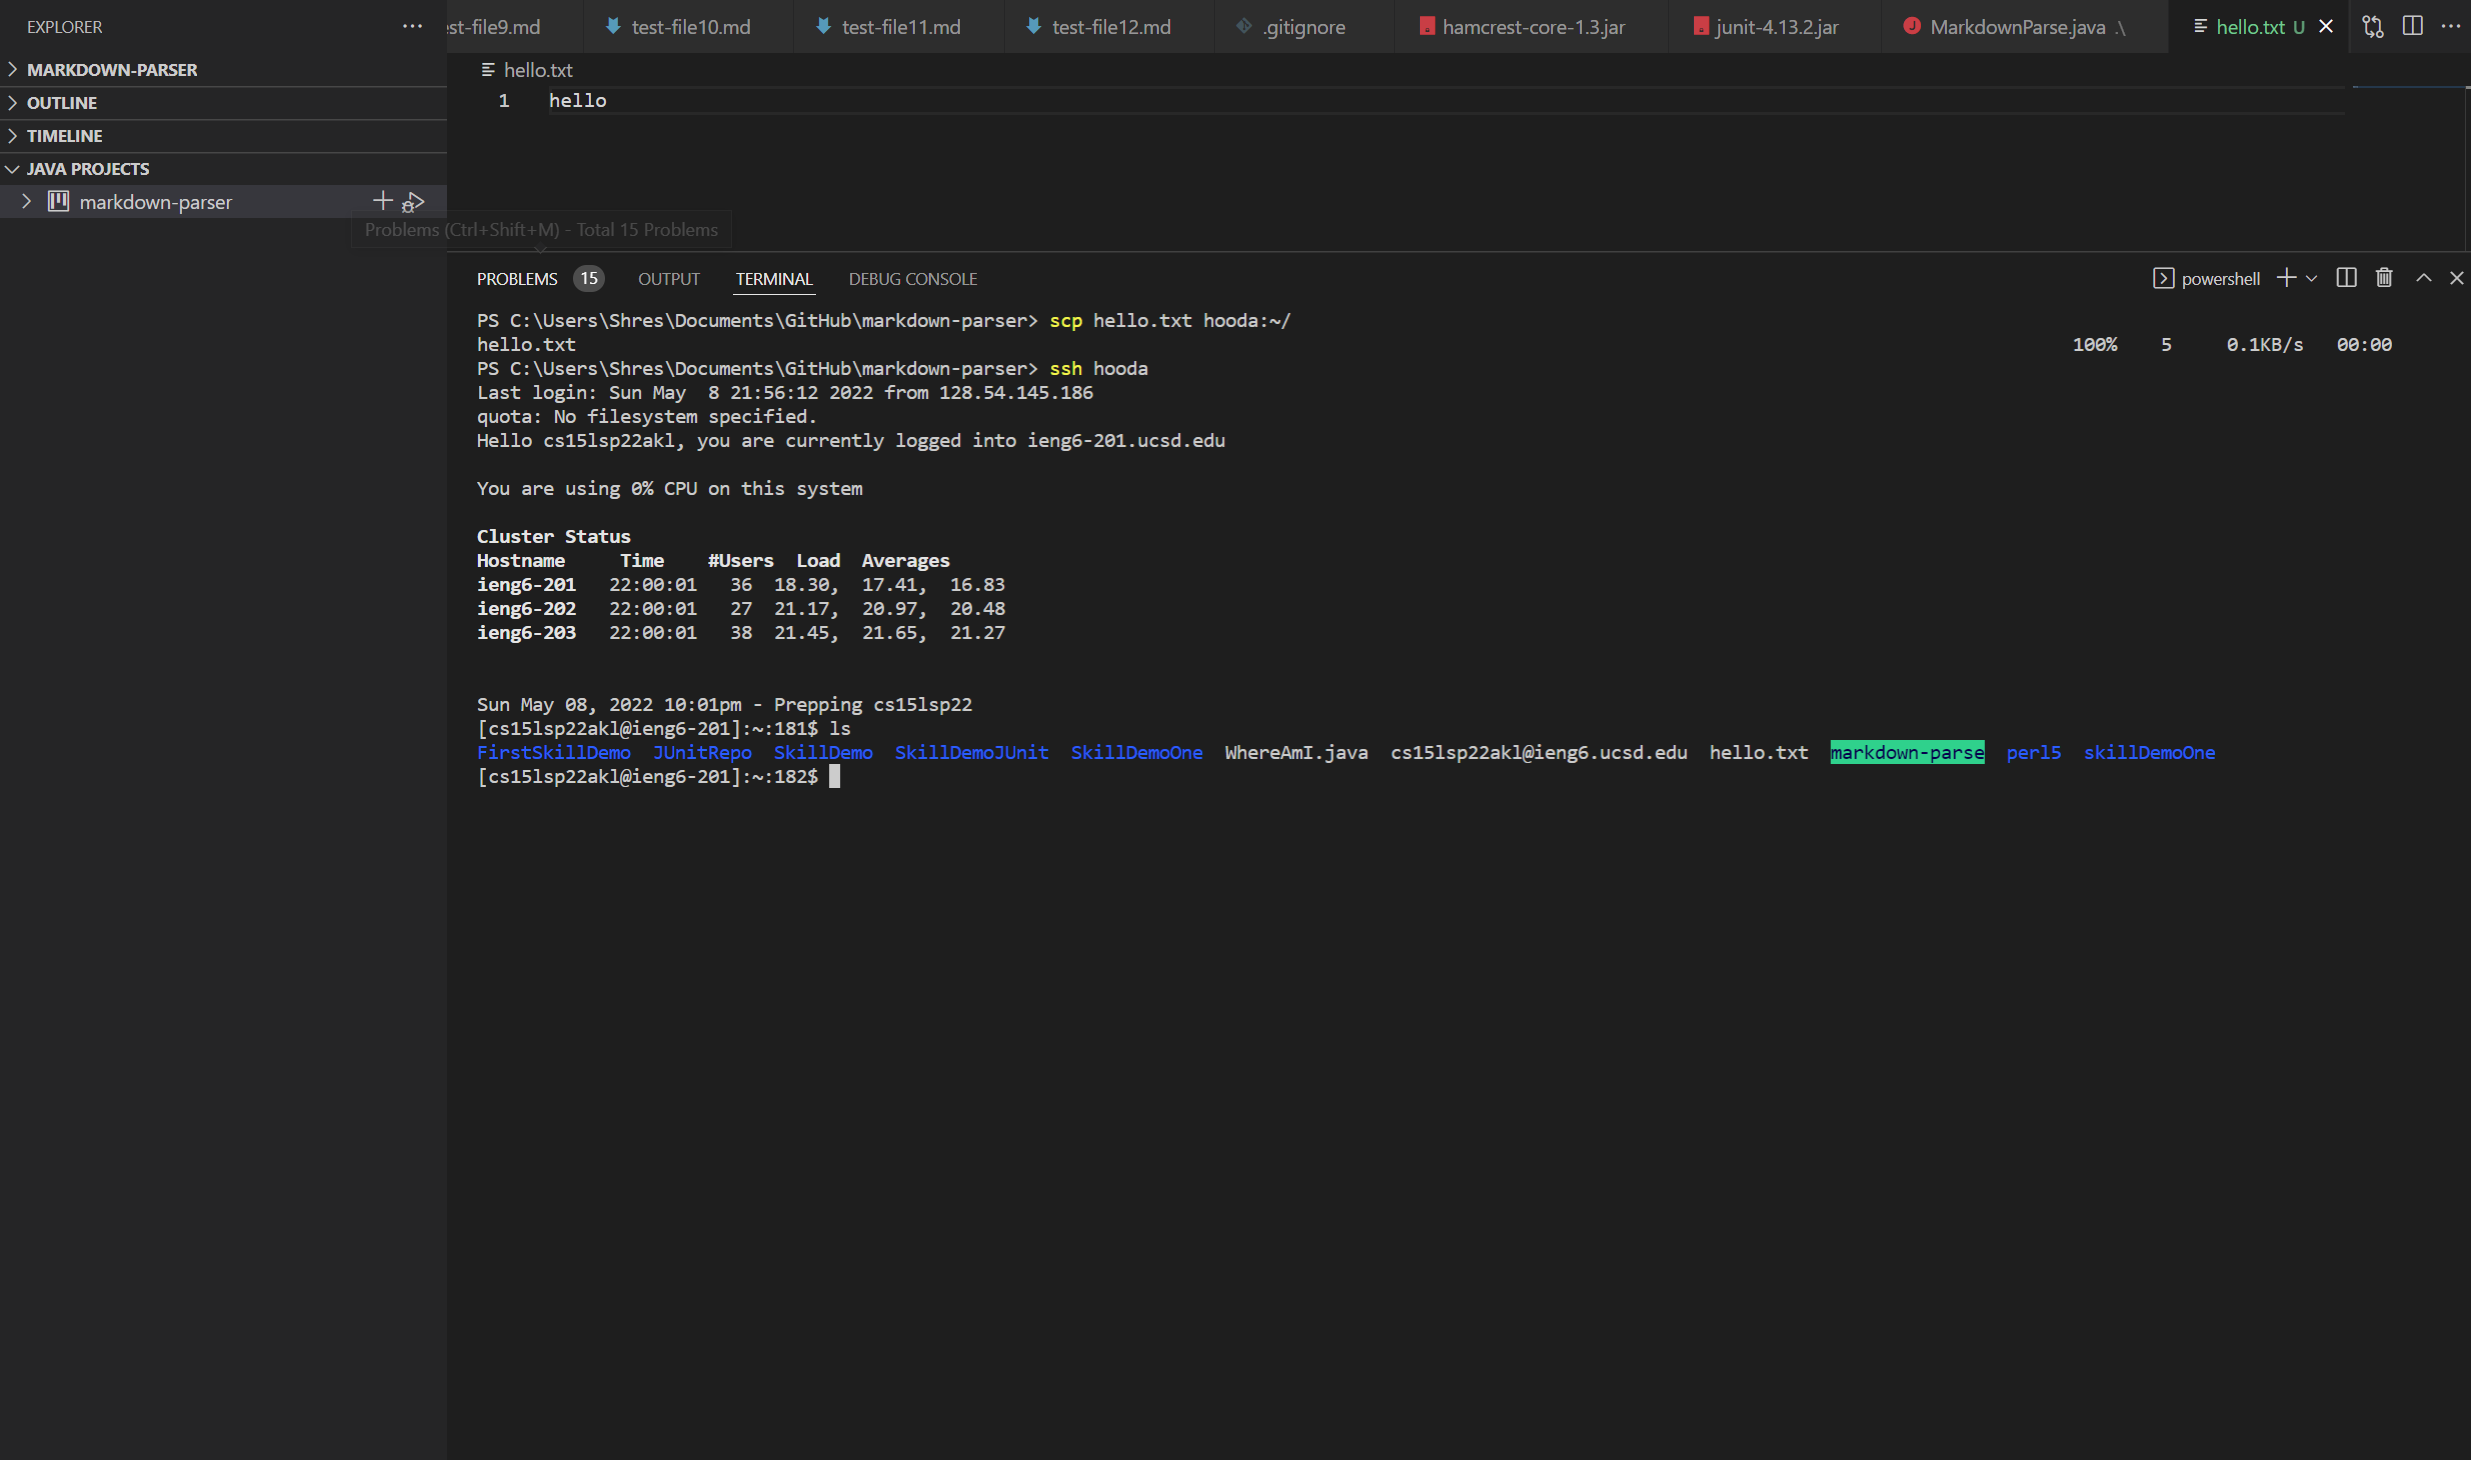 EXPLORER
MARKDOWN-PARSER
OUTLINE
TIMELINE
JAVA PROJECTS
markdown-parser
est-file9.md test-file10.md test-file11.md test-file12.md .gitignore hamcrest-core-1.3.jar junit-4.13.2.jar MarkdownParse.java .\ hello.txt U
hello.txt
1 hello
Problems (Ctrl+Shift+M) - Total 15 Problems
PROBLEMS 15 OUTPUT TERMINAL DEBUG CONSOLE powershell
PS C:\Users\Shres\Documents\GitHub\markdown-parser> scp hello.txt hooda:~/
hello.txt 100% 5 0.1KB/s 00:00
PS C:\Users\Shres\Documents\GitHub\markdown-parser> ssh hooda
Last login: Sun May  8 21:56:12 2022 from 128.54.145.186
quota: No filesystem specified.
Hello cs15lsp22akl, you are currently logged into ieng6-201.ucsd.edu
You are using 0% CPU on this system
Cluster Status
Hostname Time #Users Load Averages
ieng6-201 22:00:01 36 18.30, 17.41, 16.83
ieng6-202 22:00:01 27 21.17, 20.97, 20.48
ieng6-203 22:00:01 38 21.45, 21.65, 21.27
Sun May 08, 2022 10:01pm - Prepping cs15lsp22
[cs15lsp22akl@ieng6-201]:~:181$ ls
FirstSkillDemo JUnitRepo SkillDemo SkillDemoJUnit SkillDemoOne WhereAmI.java cs15lsp22akl@ieng6.ucsd.edu hello.txt markdown-parse perl5 skillDemoOne
[cs15lsp22akl@ieng6-201]:~:182$